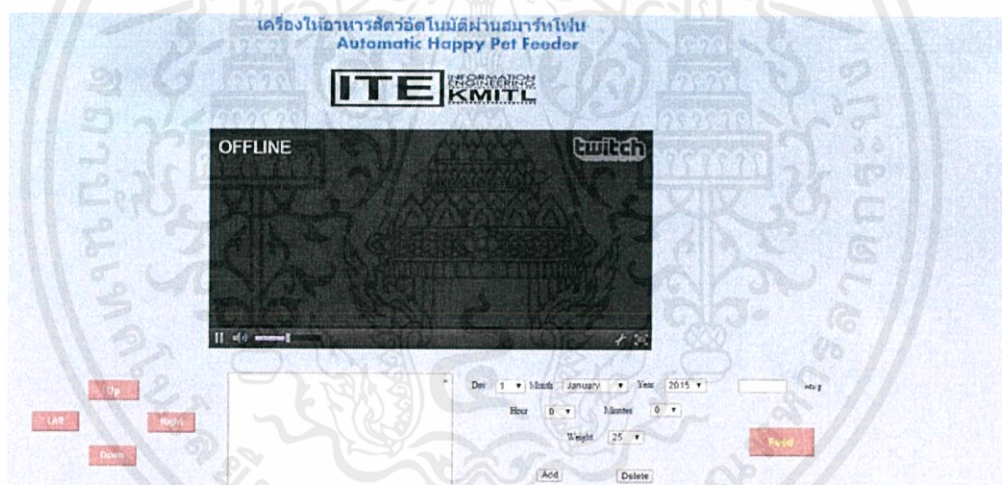 เครื่องให้อาหารสัตว์อัตโนมัติผ่านสมาร์ทโฟน
Automatic Happy Pet Feeder
ITE INFORMATION ENGINEERING KMITL
OFFLINE
twitch
Day 1 Month January Year 2015
Up
Hour 0 Minutes 0
Left Right
Weight 25
Feed
Down
Add Delete